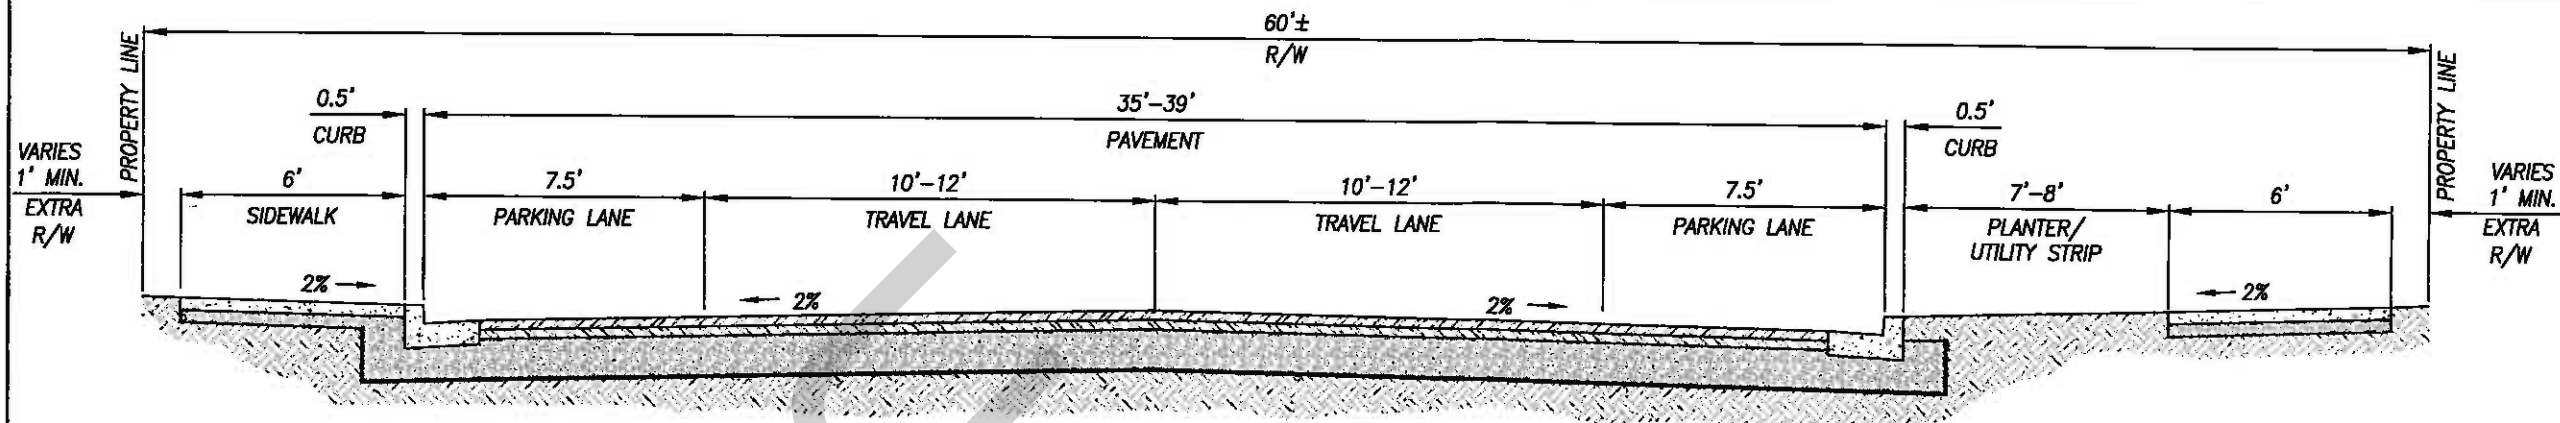 60'±
R/W
PROPERTY LINE
0.5'
CURB
35'-39'
PAVEMENT
0.5'
CURB
PROPERTY LINE
VARIES
1' MIN.
EXTRA
R/W
6'
SIDEWALK
7.5'
PARKING LANE
10'-12'
TRAVEL LANE
10'-12'
TRAVEL LANE
7.5'
PARKING LANE
7'-8'
PLANTER/
UTILITY STRIP
6'
VARIES
1' MIN.
EXTRA
R/W
2%
2%
2%
2%